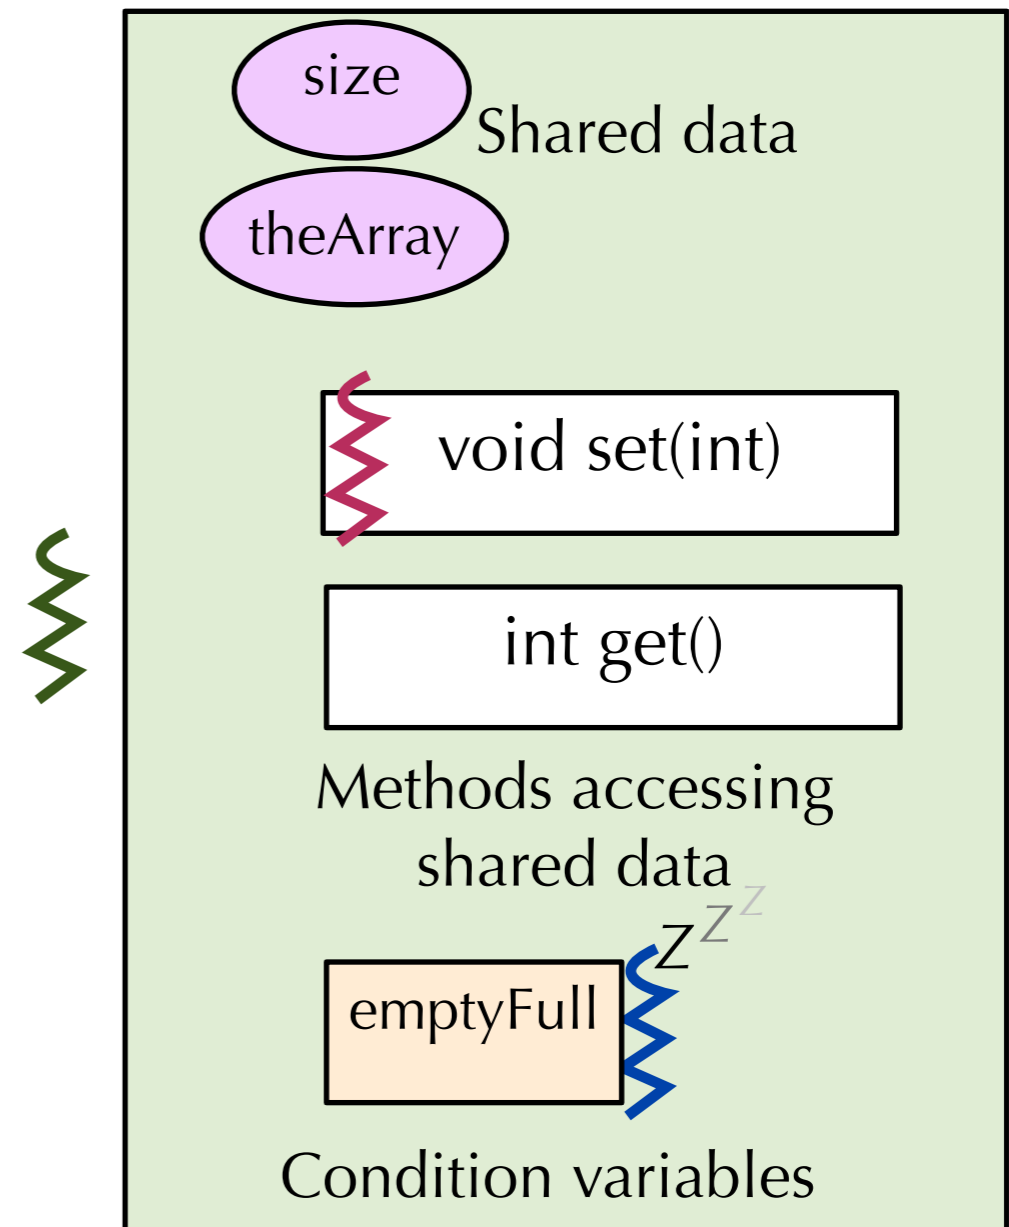 size
Shared data
theArray
void set(int)
int get()
Methods accessing
shared data
z z z
emptyFull
Condition variables